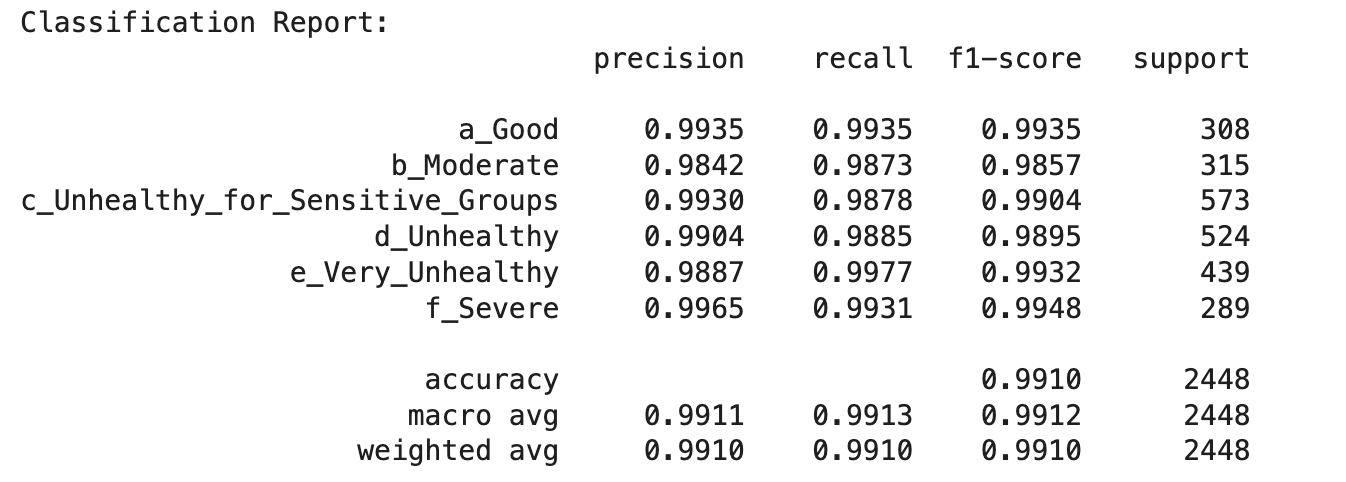 Classification Report:
precision recall f1-score support
a_Good 0.9935 0.9935 0.9935 308
b_Moderate 0.9842 0.9873 0.9857 315
c_Unhealthy_for_Sensitive_Groups 0.9930 0.9878 0.9904 573
d_Unhealthy 0.9904 0.9885 0.9895 524
e_Very_Unhealthy 0.9887 0.9977 0.9932 439
f_Severe 0.9965 0.9931 0.9948 289
accuracy 0.9910 2448
macro avg 0.9911 0.9913 0.9912 2448
weighted avg 0.9910 0.9910 0.9910 2448